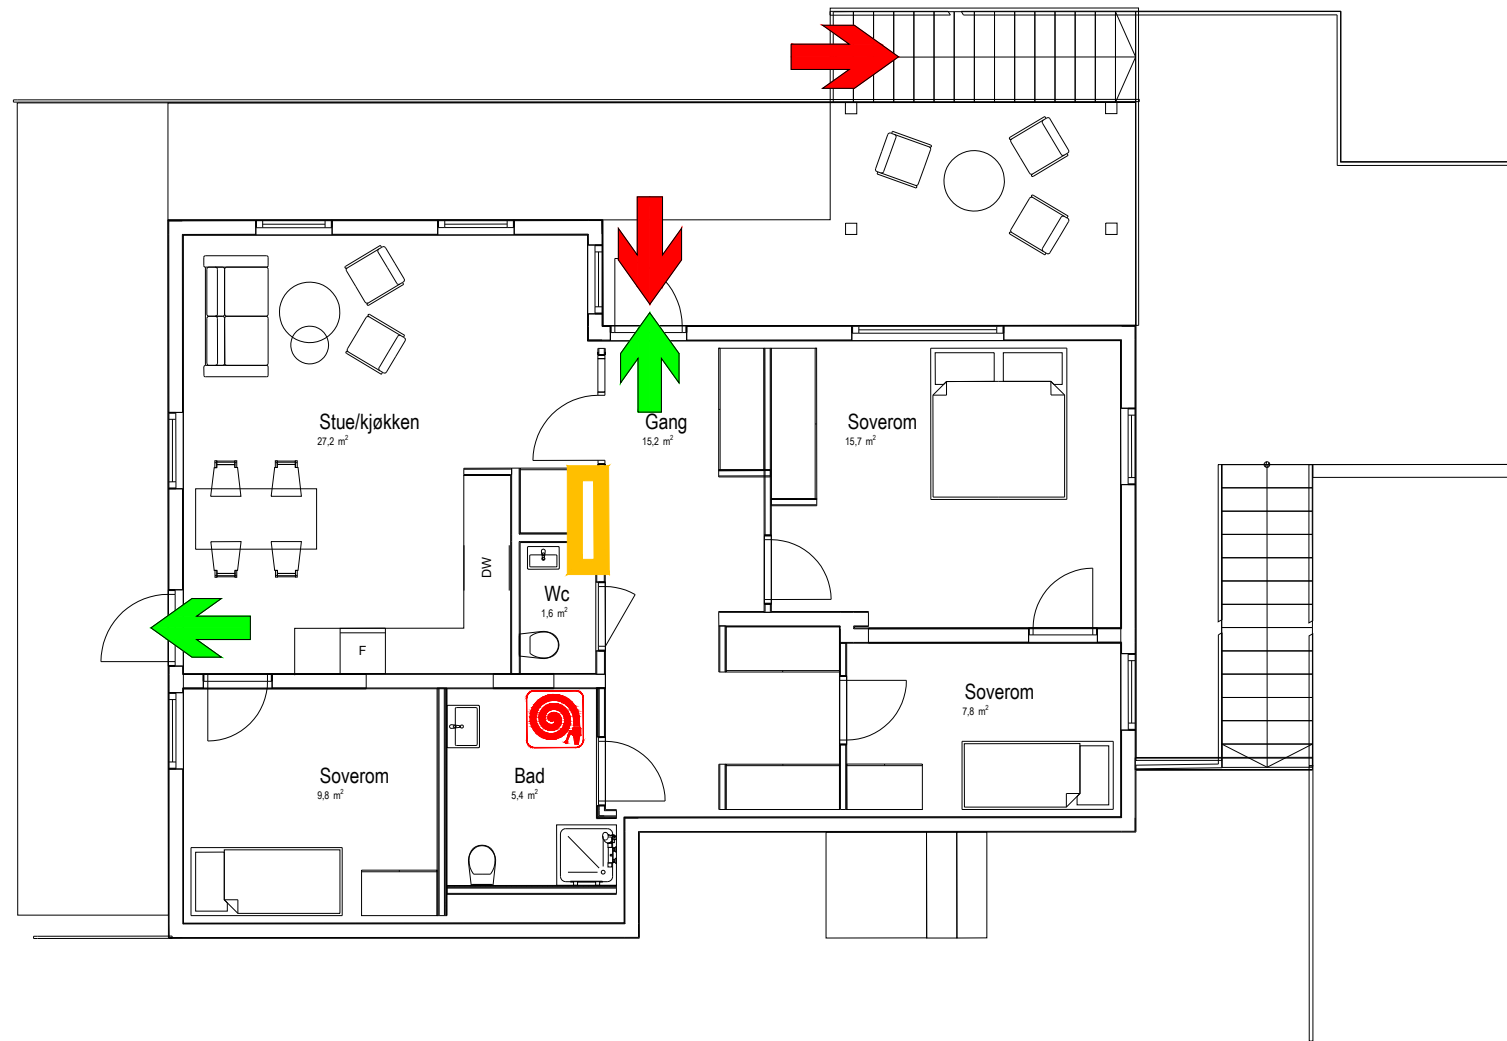 Stue/kjøkken
27,2 m²
Gang
15,2 m²
Soverom
15,7 m²
DW
Wc
1,6 m²
F
Soverom
7,8 m²
Soverom
9,8 m²
Bad
5,4 m²